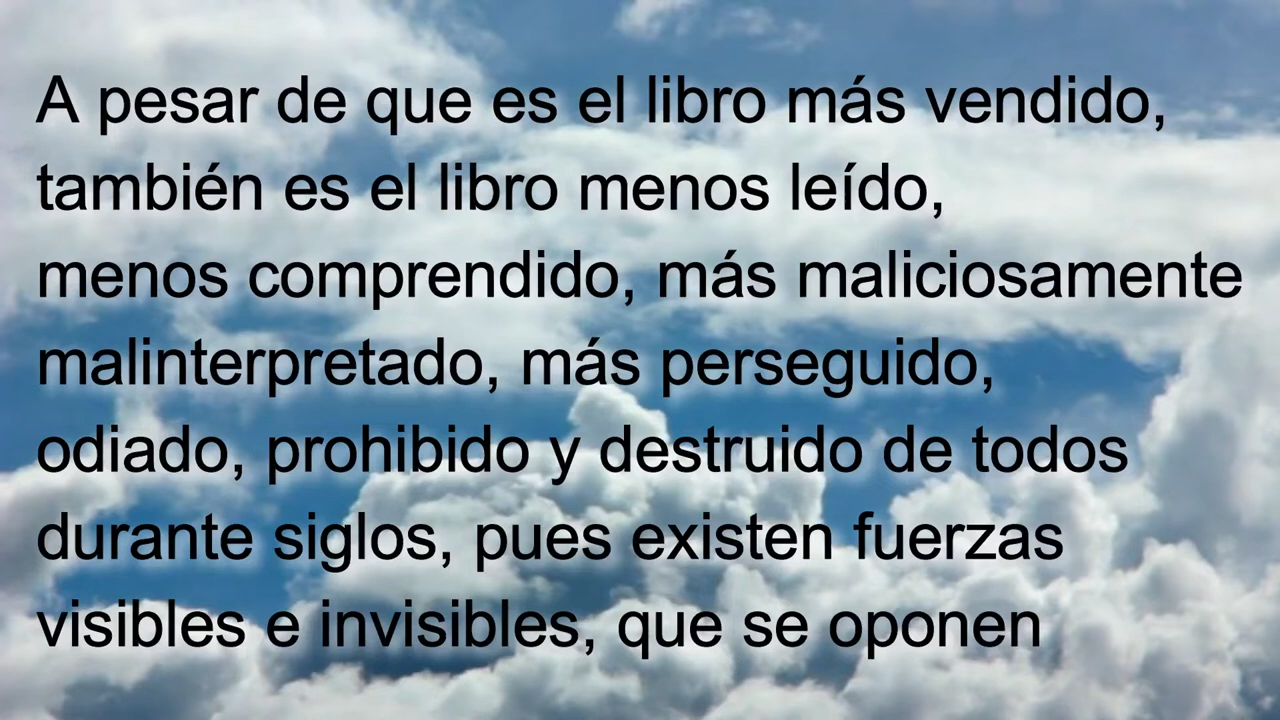 A pesar de que es el libro más vendido,
también es el libro menos leído,
menos comprendido, más maliciosamente
malinterpretado, más perseguido,
odiado, prohibido y destruido de todos
durante siglos, pues existen fuerzas
visibles e invisibles, que se oponen